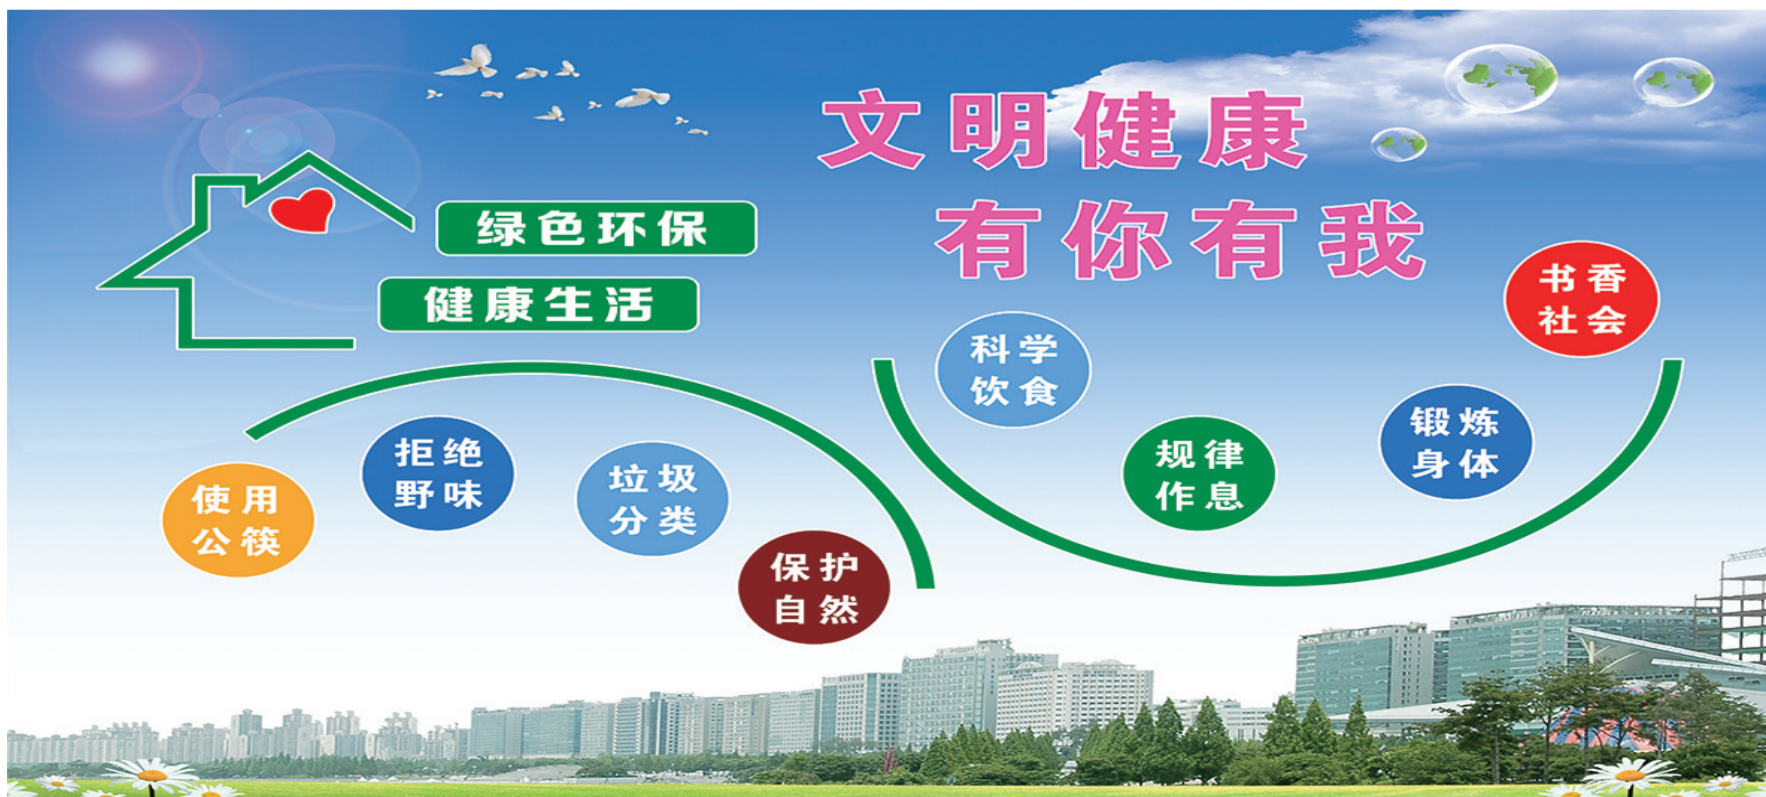 文明健康
有你有我
绿色环保
健康生活
使用
公筷
拒绝
野味
垃圾
分类
保护
自然
科学
饮食
规律
作息
锻炼
身体
书香
社会